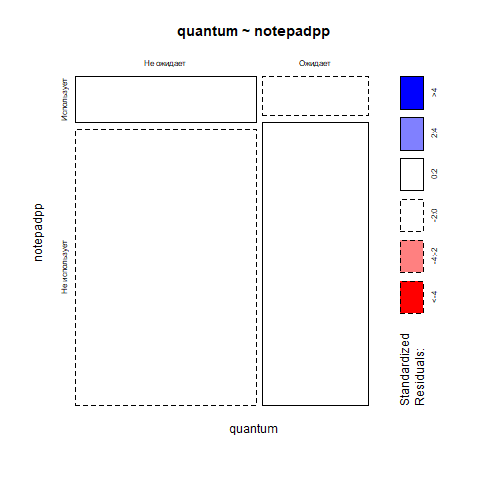 quantum ~ notepadpp
Не ожидает
Ожидает
Использует
Не использует
notepadpp
quantum
>4
2:4
0:2
-2:0
-4:-2
<-4
Standardized
Residuals: